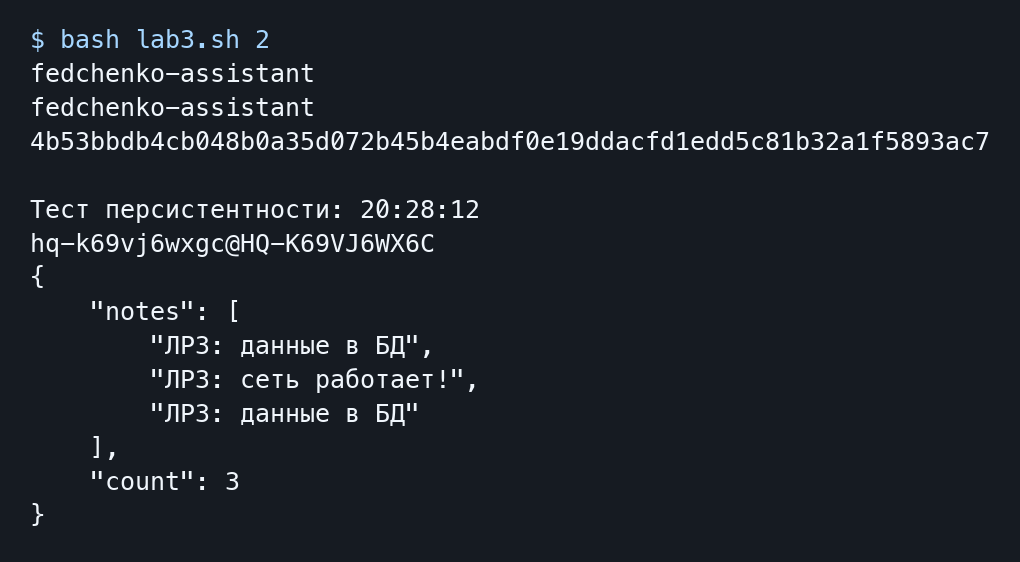 $ bash lab3.sh 2
fedchenko-assistant
fedchenko-assistant
4b53bbdb4cb048b0a35d072b45b4eabdf0e19ddacfd1edd5c81b32a1f5893ac7
Тест персистентности: 20:28:12
hq-k69vj6wxgc@HQ-K69VJ6WX6C
{
    "notes": [
        "ЛР3: данные в БД",
        "ЛР3: сеть работает!",
        "ЛР3: данные в БД"
    ],
    "count": 3
}